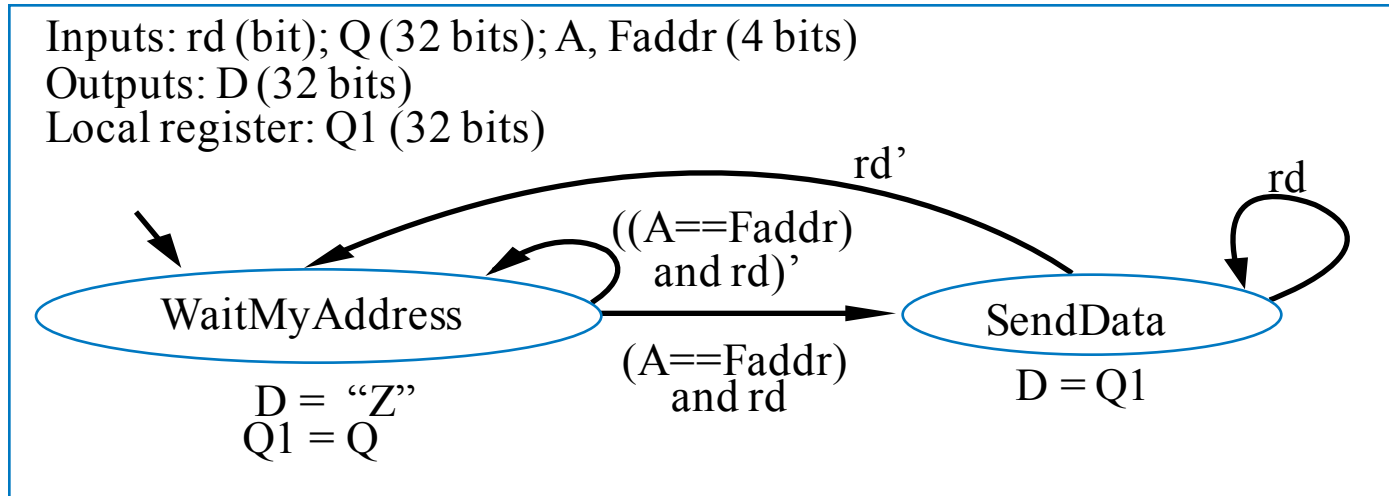 Inputs: rd (bit); Q (32 bits); A, Faddr (4 bits)
Outputs: D (32 bits)
Local register: Q1 (32 bits)
rd’
rd
((A==Faddr)
and rd)’
WaitMyAddress
SendData
(A==Faddr)
and rd
D = “Z”
Q1 = Q
D = Q1